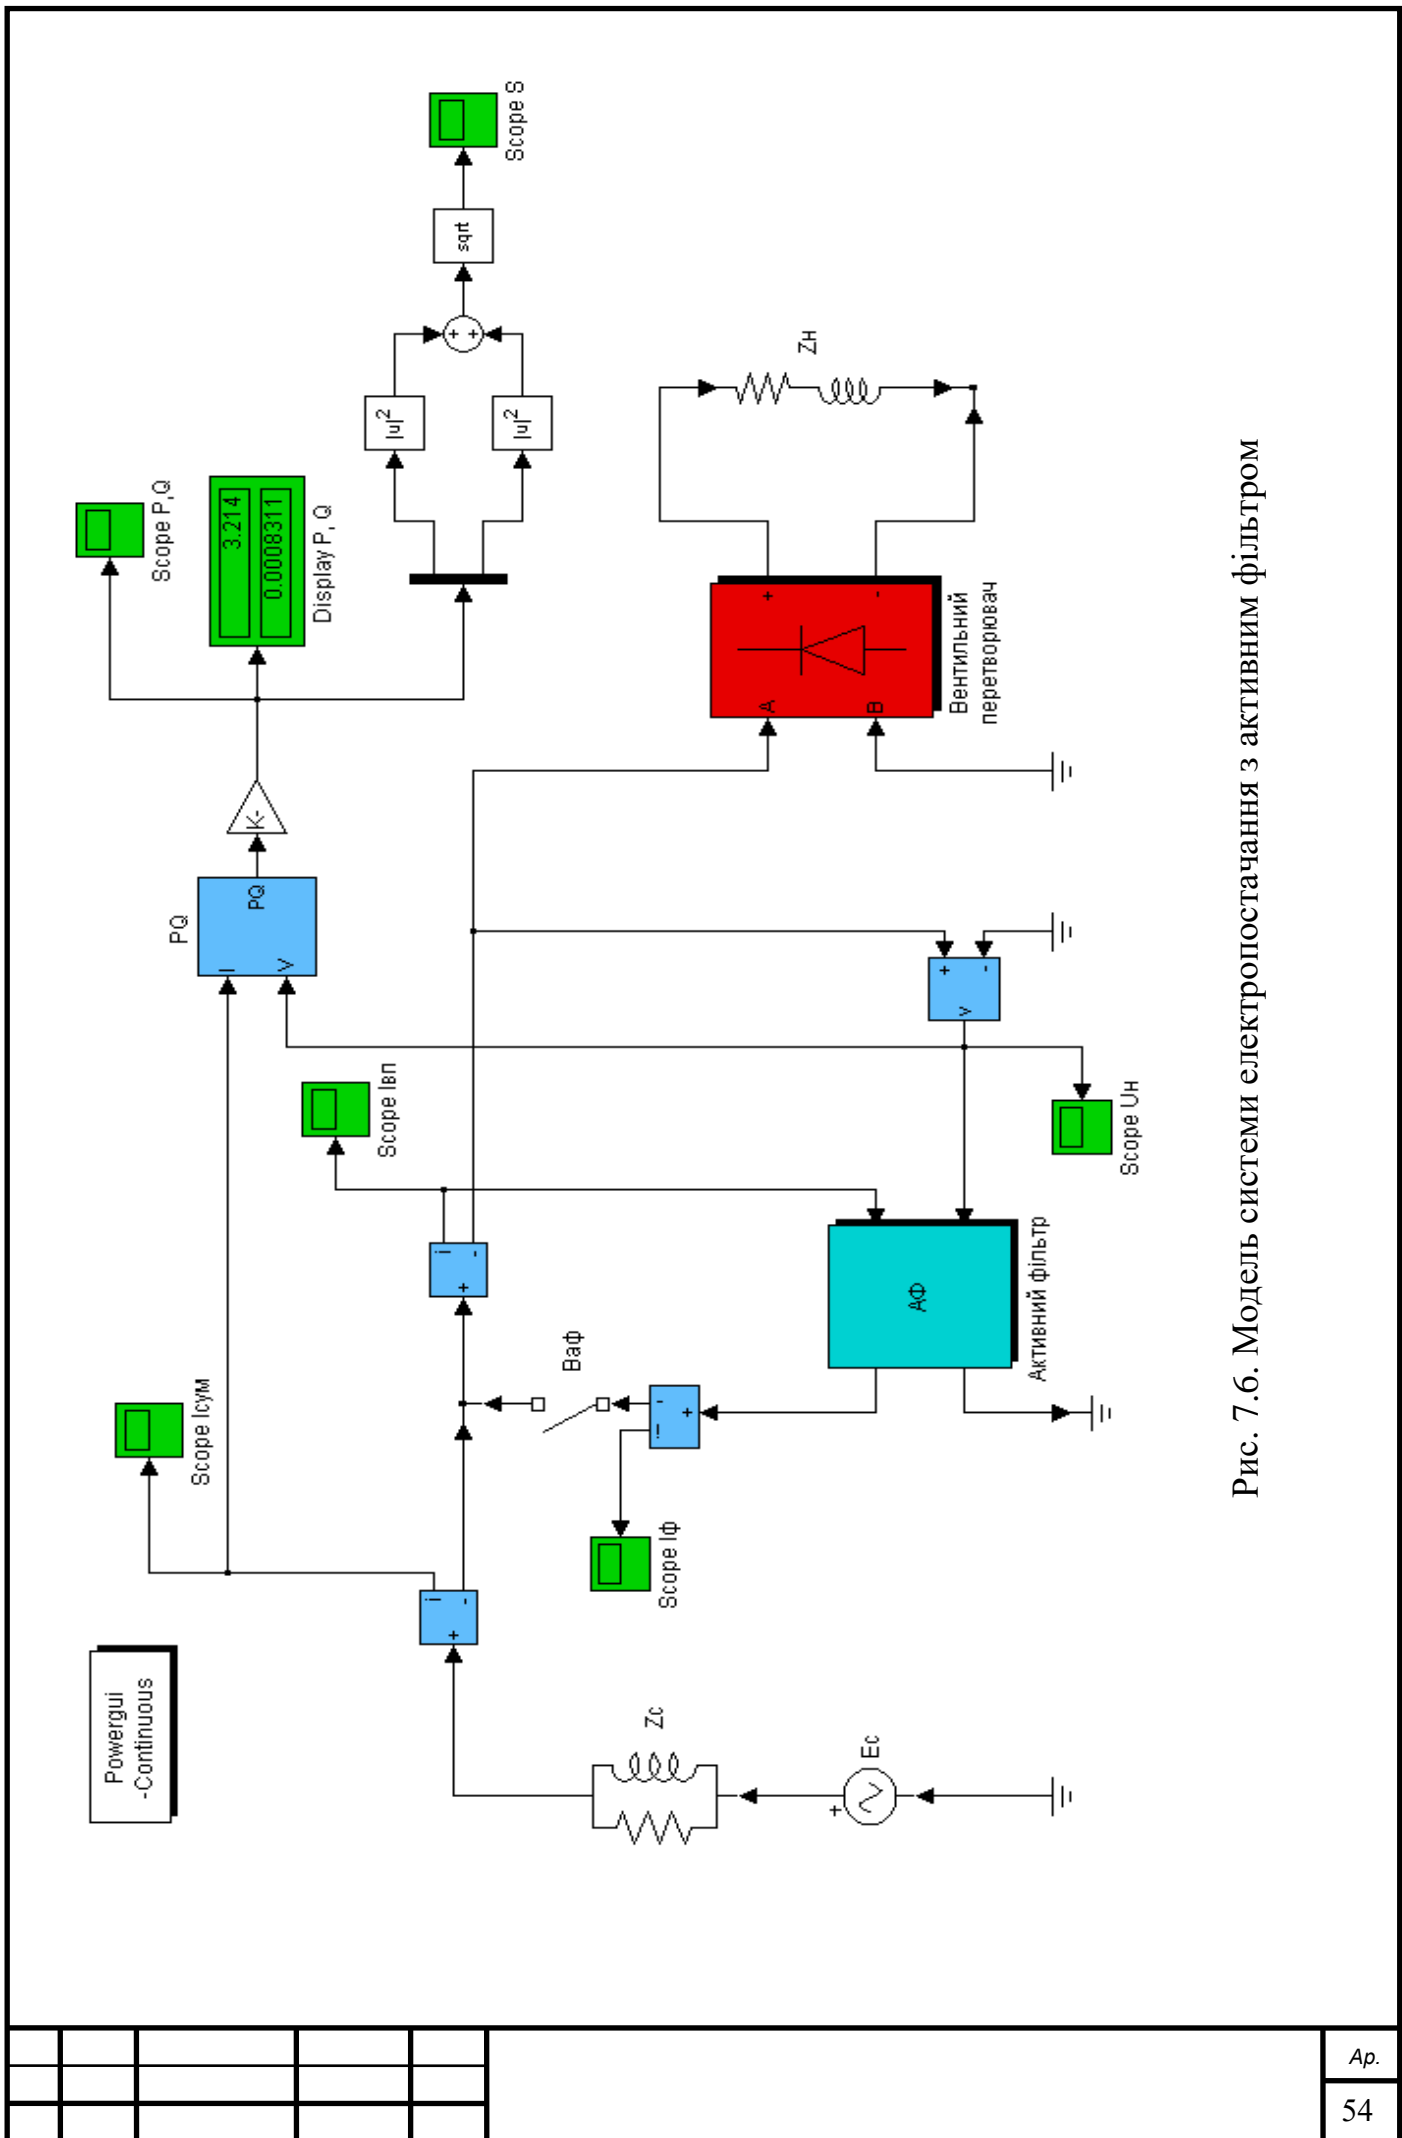 Powergui
-Continuous
Scope Iсум
Scope Iвп
PQ
I
V
PQ
K-
Scope P,Q
3.214
0.0008311
Display P, Q
|u|²
|u|²
+
+
sqrt
Scope S
i
+
-
i
+
-
Ваф
i
-
+
Scope Iф
Zс
+
Eс
АФ
Активний фільтр
+
-
v
Scope Uн
A
B
+
-
Вентильний
перетворювач
Zн
Рис. 7.6. Модель системи електропостачання з активним фільтром
Ар.
54